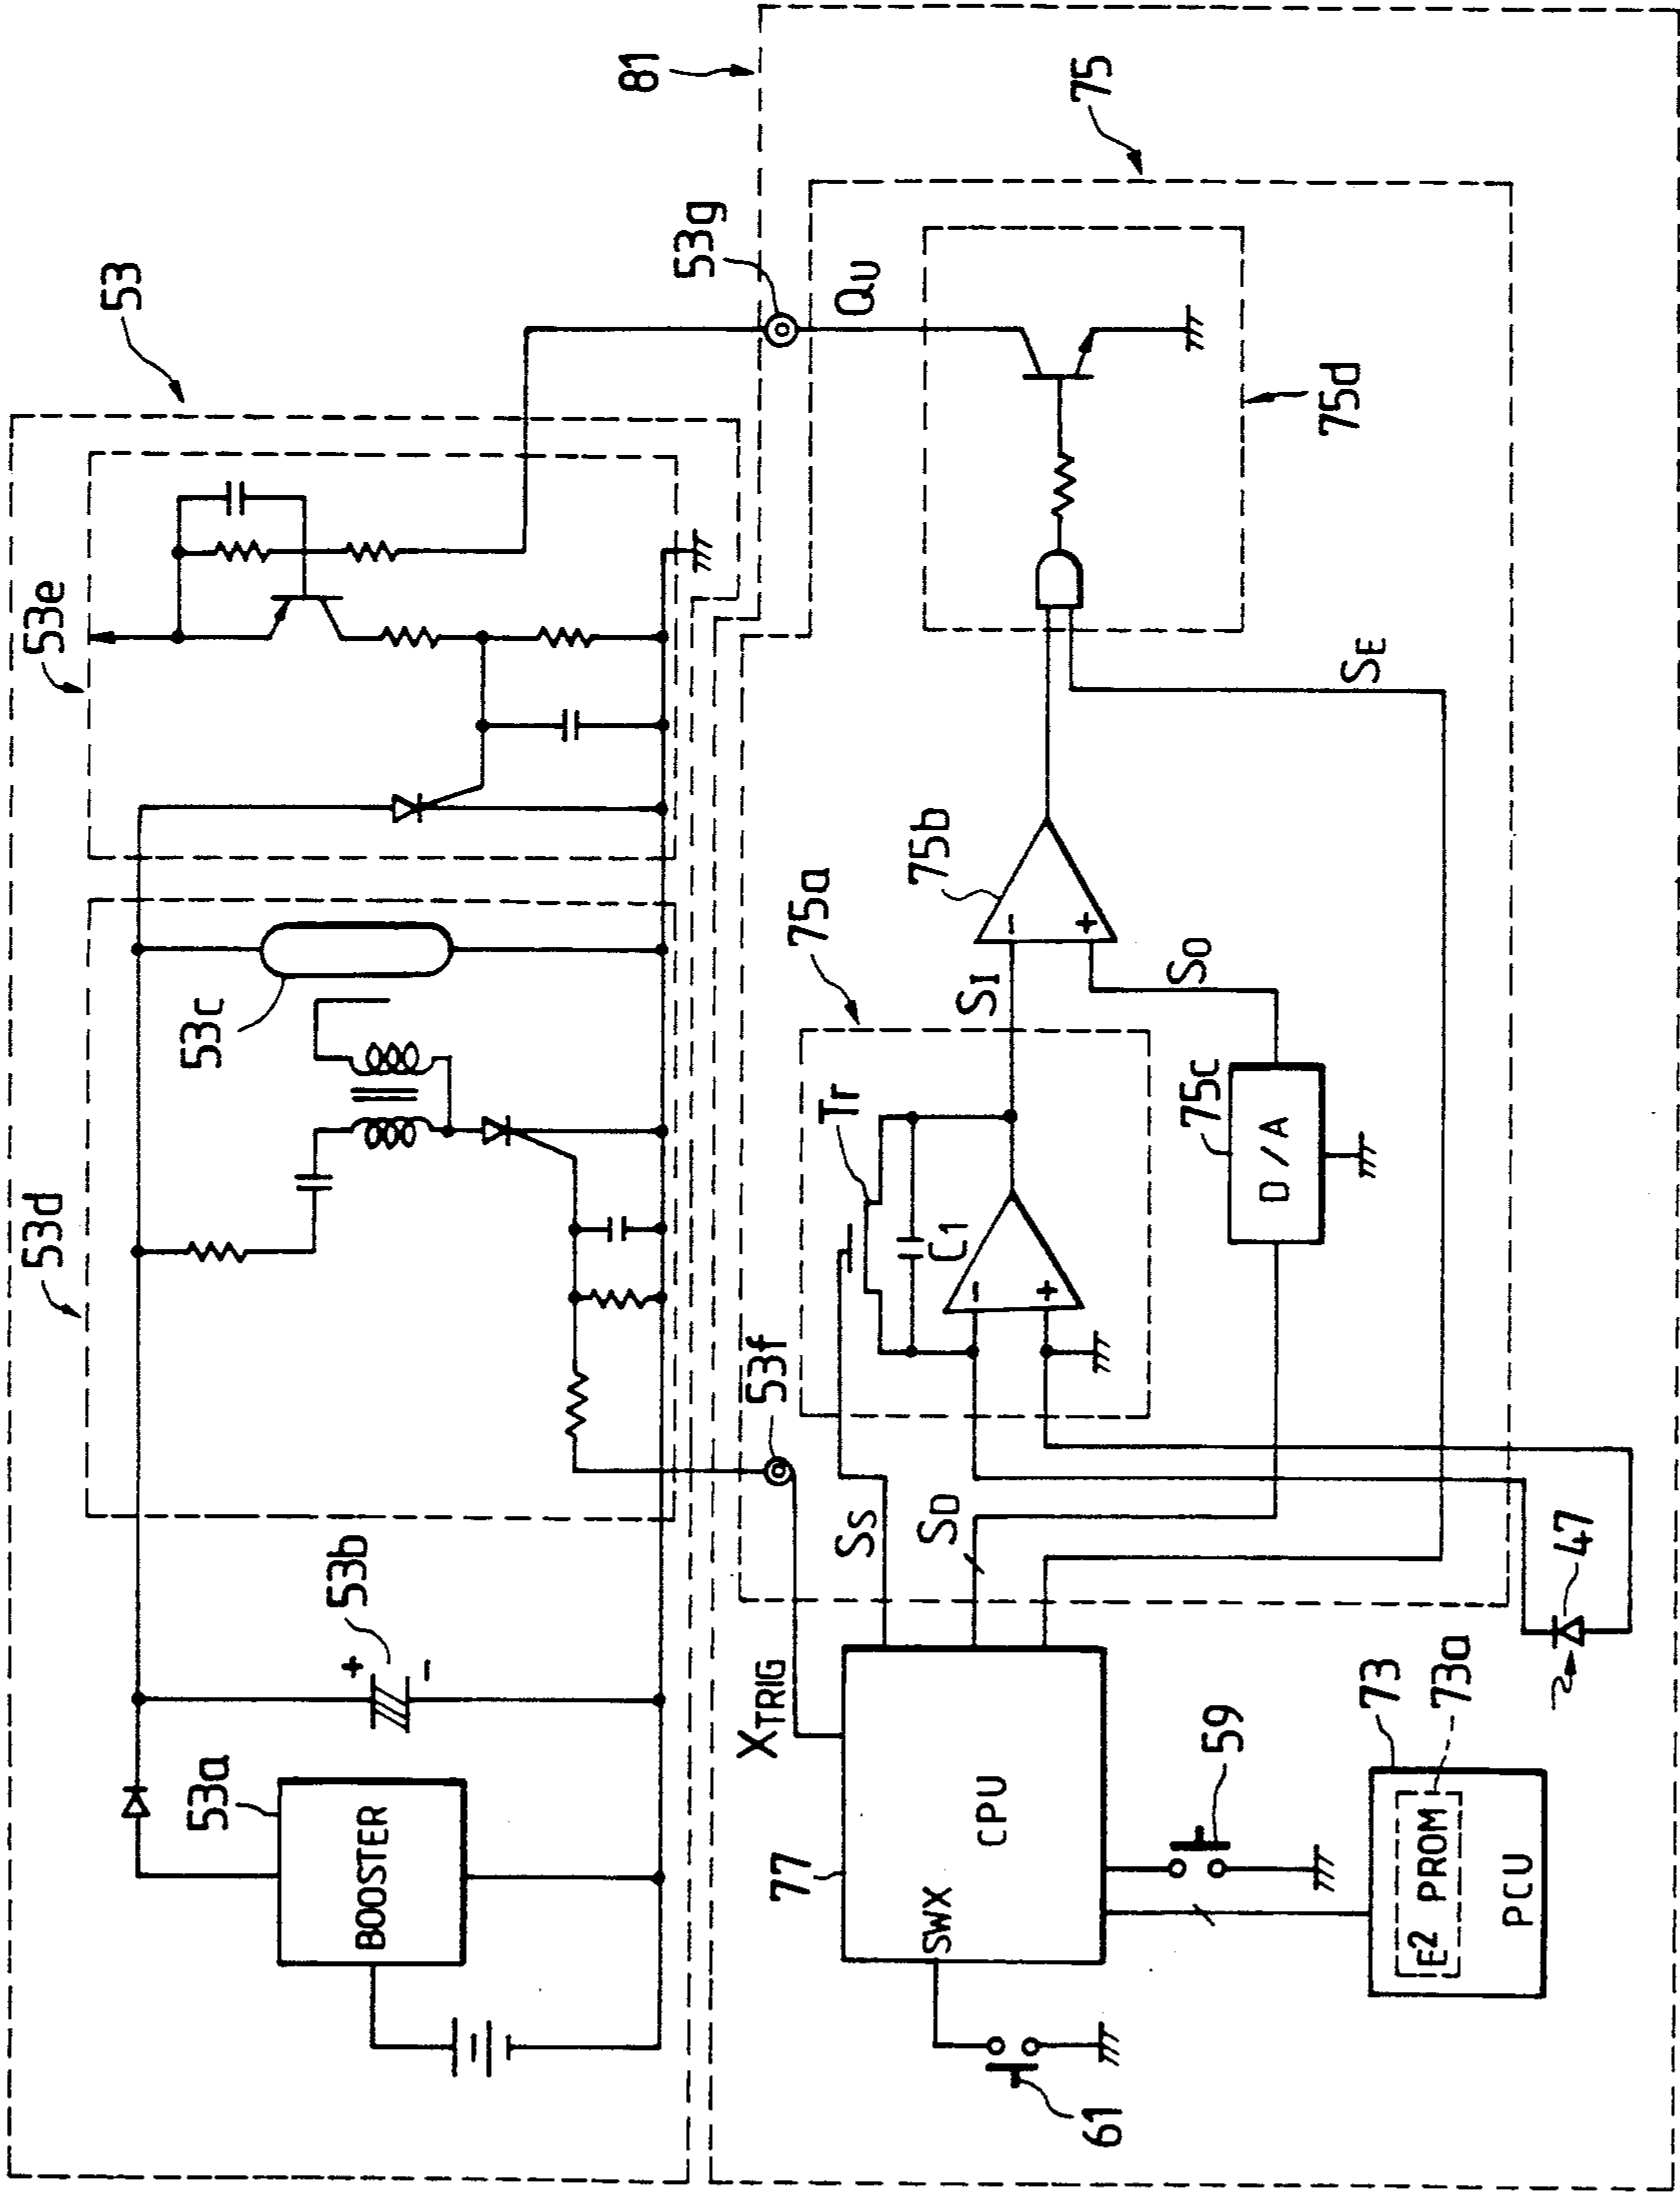 53
53e
53d
53c
53b
53a
BOOSTER
53f
53g
81
75
QU
75d
SE
75b
75a
SI
SO
Tr
C1
75c
D/A
- +
- +
+ -
SS
SD
XTRIG
77
CPU
SWX
59
61
47
73
73a
E2 PROM
PCU